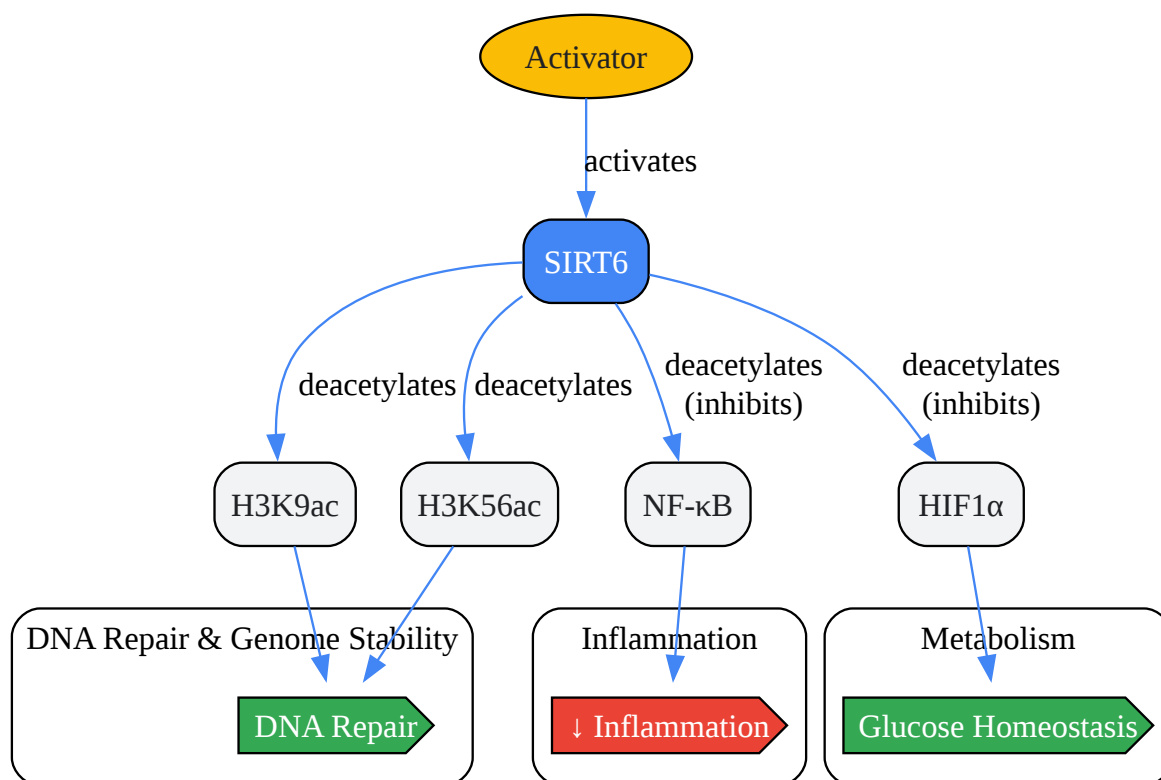 Activator
activates
SIRT6
deacetylates
deacetylates
deacetylates
(inhibits)
deacetylates
(inhibits)
H3K9ac
H3K56ac
NF-κB
HIF1α
DNA Repair & Genome Stability
Inflammation
Metabolism
DNA Repair
↓ Inflammation
Glucose Homeostasis